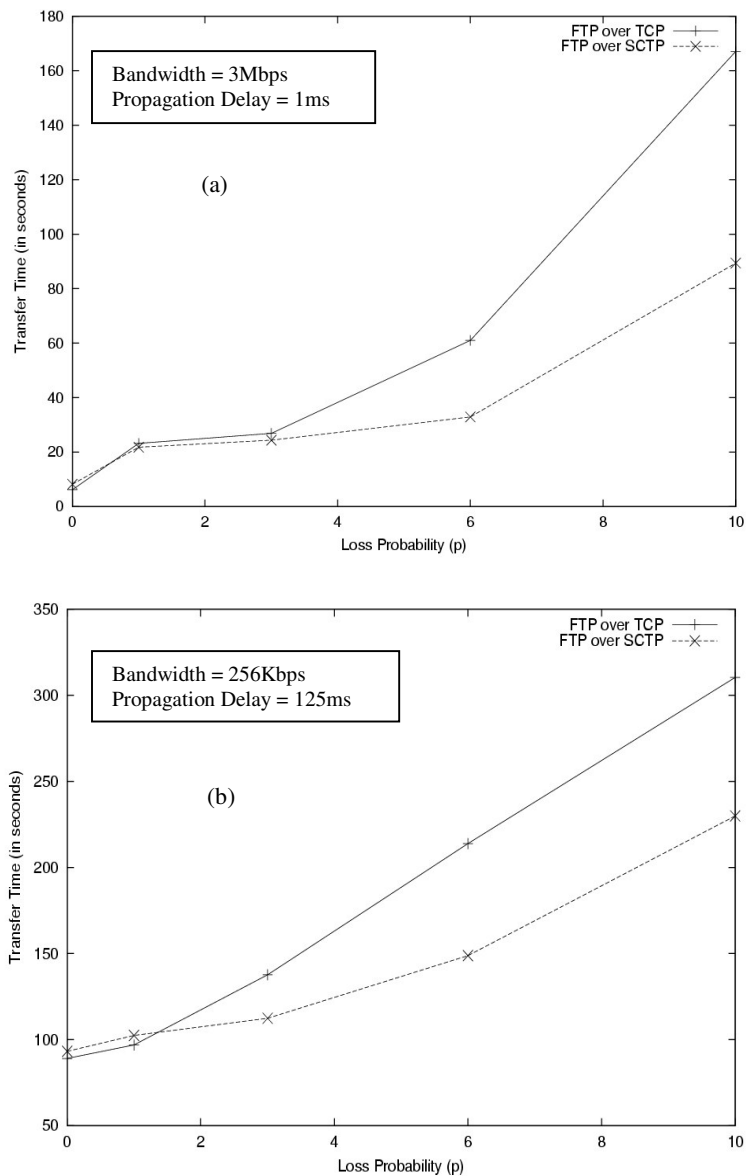 180
160
140
120
100
80
60
40
20
0
Transfer Time (in seconds)
FTP over TCP
FTP over SCTP
Bandwidth = 3Mbps
Propagation Delay = 1ms
(a)
0 2 4 6 8 10
Loss Probability (p)
350
300
250
200
150
100
50
Transfer Time (in seconds)
FTP over TCP
FTP over SCTP
Bandwidth = 256Kbps
Propagation Delay = 125ms
(b)
0 2 4 6 8 10
Loss Probability (p)